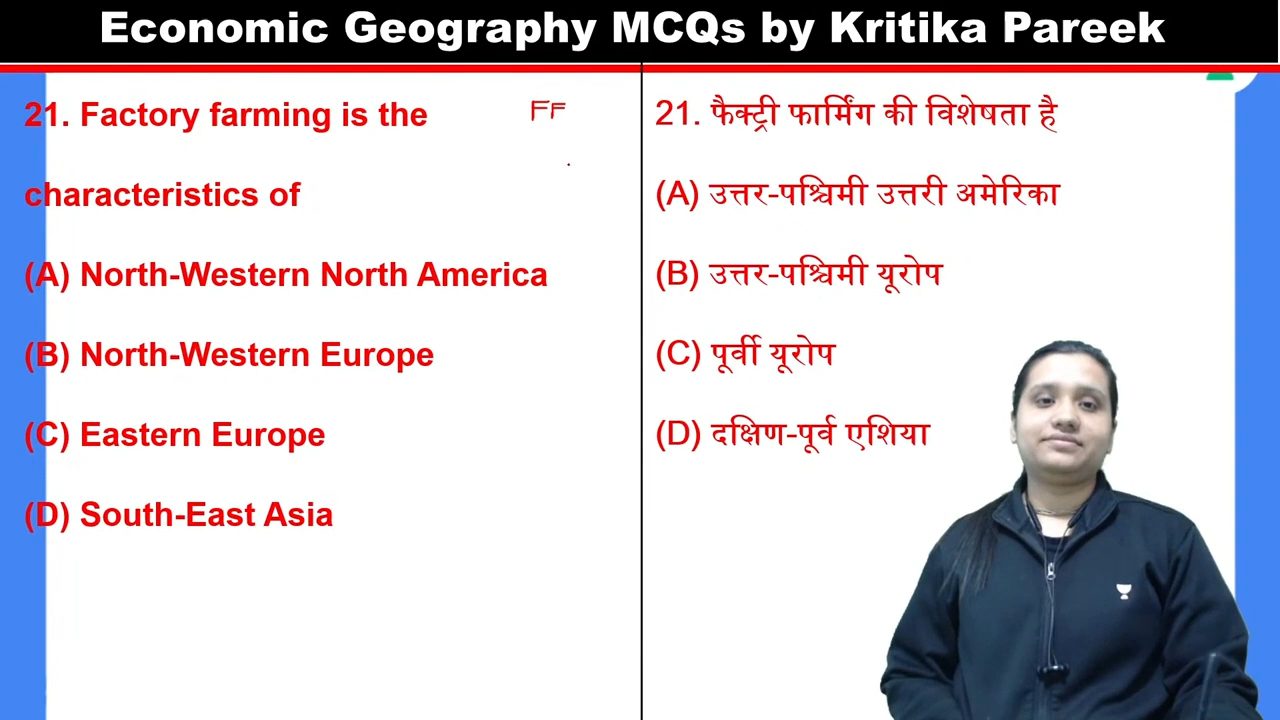 Economic Geography MCQs by Kritika Pareek
21. Factory farming is the
FF
characteristics of
(A) North-Western North America
(B) North-Western Europe
(C) Eastern Europe
(D) South-East Asia
21. फैक्ट्री फार्मिंग की विशेषता है
(A) उत्तर-पश्चिमी उत्तरी अमेरिका
(B) उत्तर-पश्चिमी यूरोप
(C) पूर्वी यूरोप
(D) दक्षिण-पूर्व एशिया